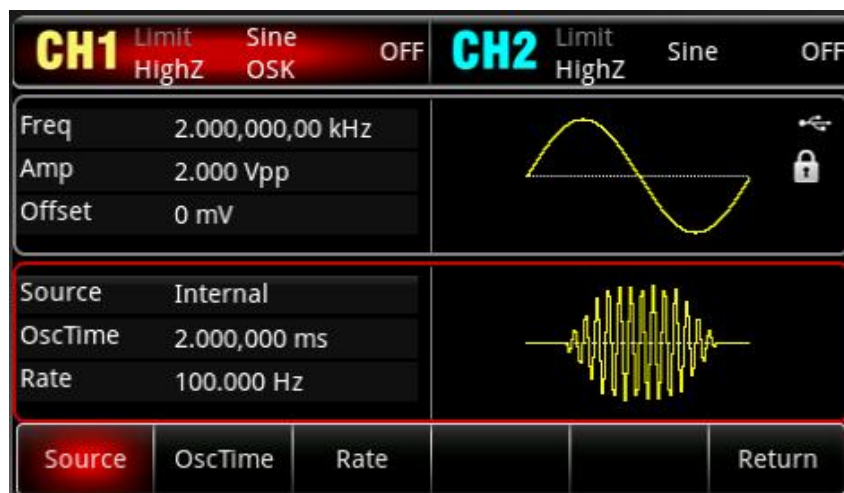 CH1 Limit Sine OFF CH2 Limit Sine OFF
HighZ OSK HighZ
Freq 2.000,000,00 kHz
Amp 2.000 Vpp
Offset 0 mV
Source Internal
OscTime 2.000,000 ms
Rate 100.000 Hz
Source OscTime Rate Return